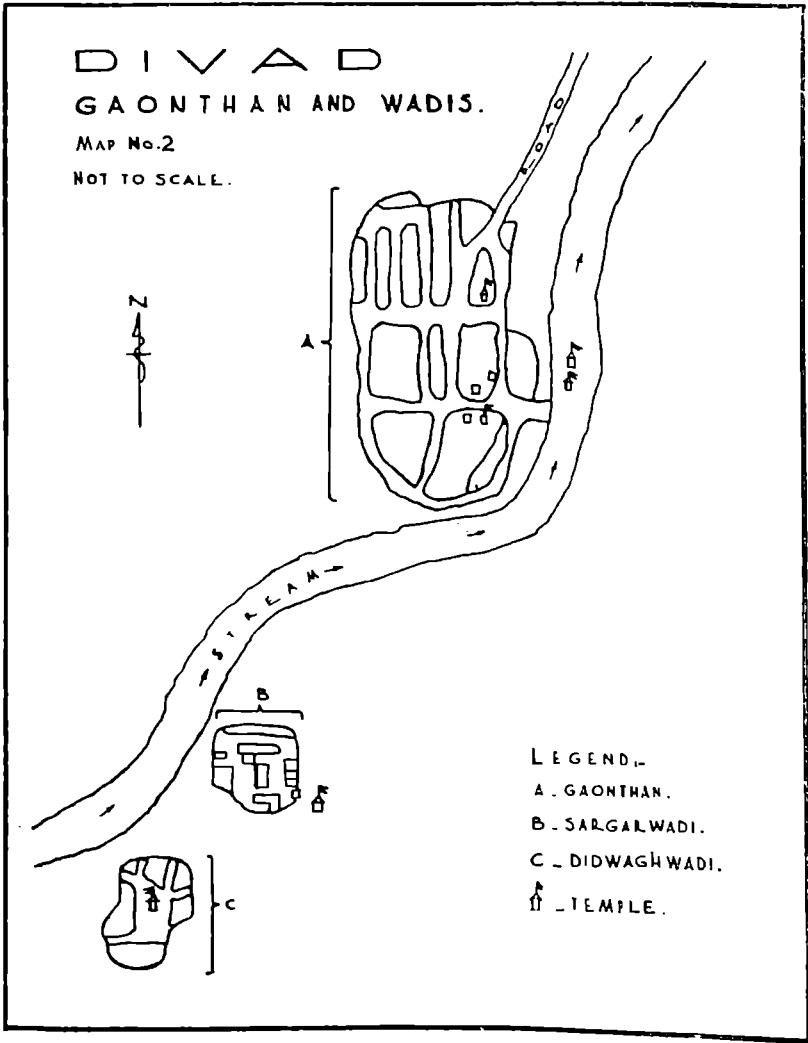 DIVAD
GAONTHAN AND WADIS.
MAP No.2
NOT TO SCALE.
ROAD
N
A
STREAM
B
C
LEGEND:-
A - GAONTHAN.
B - SARGARWADI.
C - DIDWAGHWADI.
- TEMPLE.